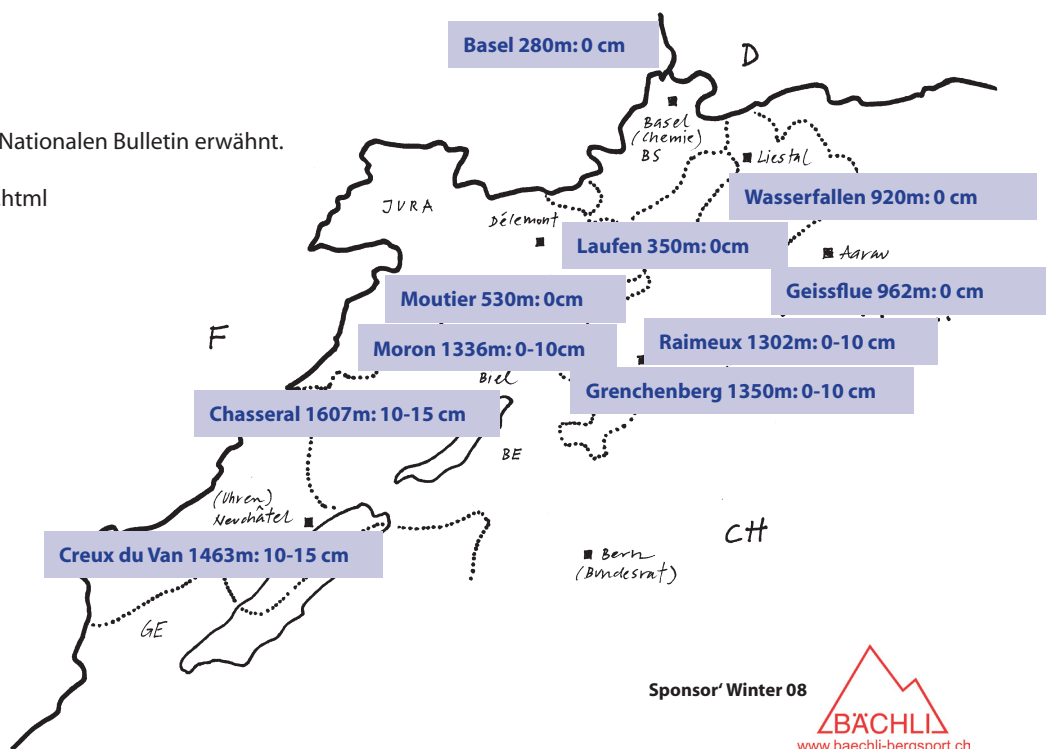 Basel 280m: 0 cm
D
Nationalen Bulletin erwähnt.
Basel
(Chemie)
BS
Liestal
html
JURA
Wasserfallen 920m: 0 cm
Délemont
Laufen 350m: 0cm
Aarau
Moutier 530m: 0cm
Geissflue 962m: 0 cm
F
Moron 1336m: 0-10cm
Raimeux 1302m: 0-10 cm
Biel
Grenchenberg 1350m: 0-10 cm
Chasseral 1607m: 10-15 cm
BE
(Uhren)
Neuchâtel
CH
Creux du Van 1463m: 10-15 cm
Bern
(Bundesrat)
GE
Sponsor‘ Winter 08
BÄCHLI
www.baechli-bergsport.ch